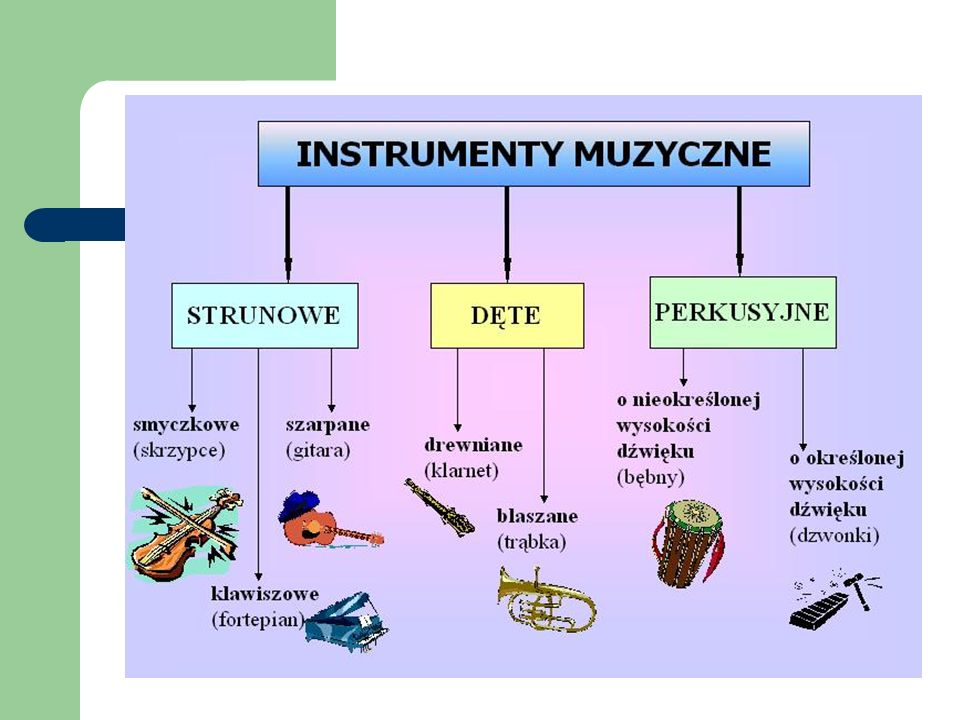 INSTRUMENTY MUZYCZNE
STRUNOWE
smyczkowe
(skrzypce)
klawiszowe
(fortepian)
szarpane
(gitara)
DĘTE
drewniane
(klarnet)
blaszane
(trąbka)
PERKUSYJNE
o nieokreślonej
wysokości
dźwięku
(bębny)
o określonej
wysokości
dźwięku
(dzwonki)